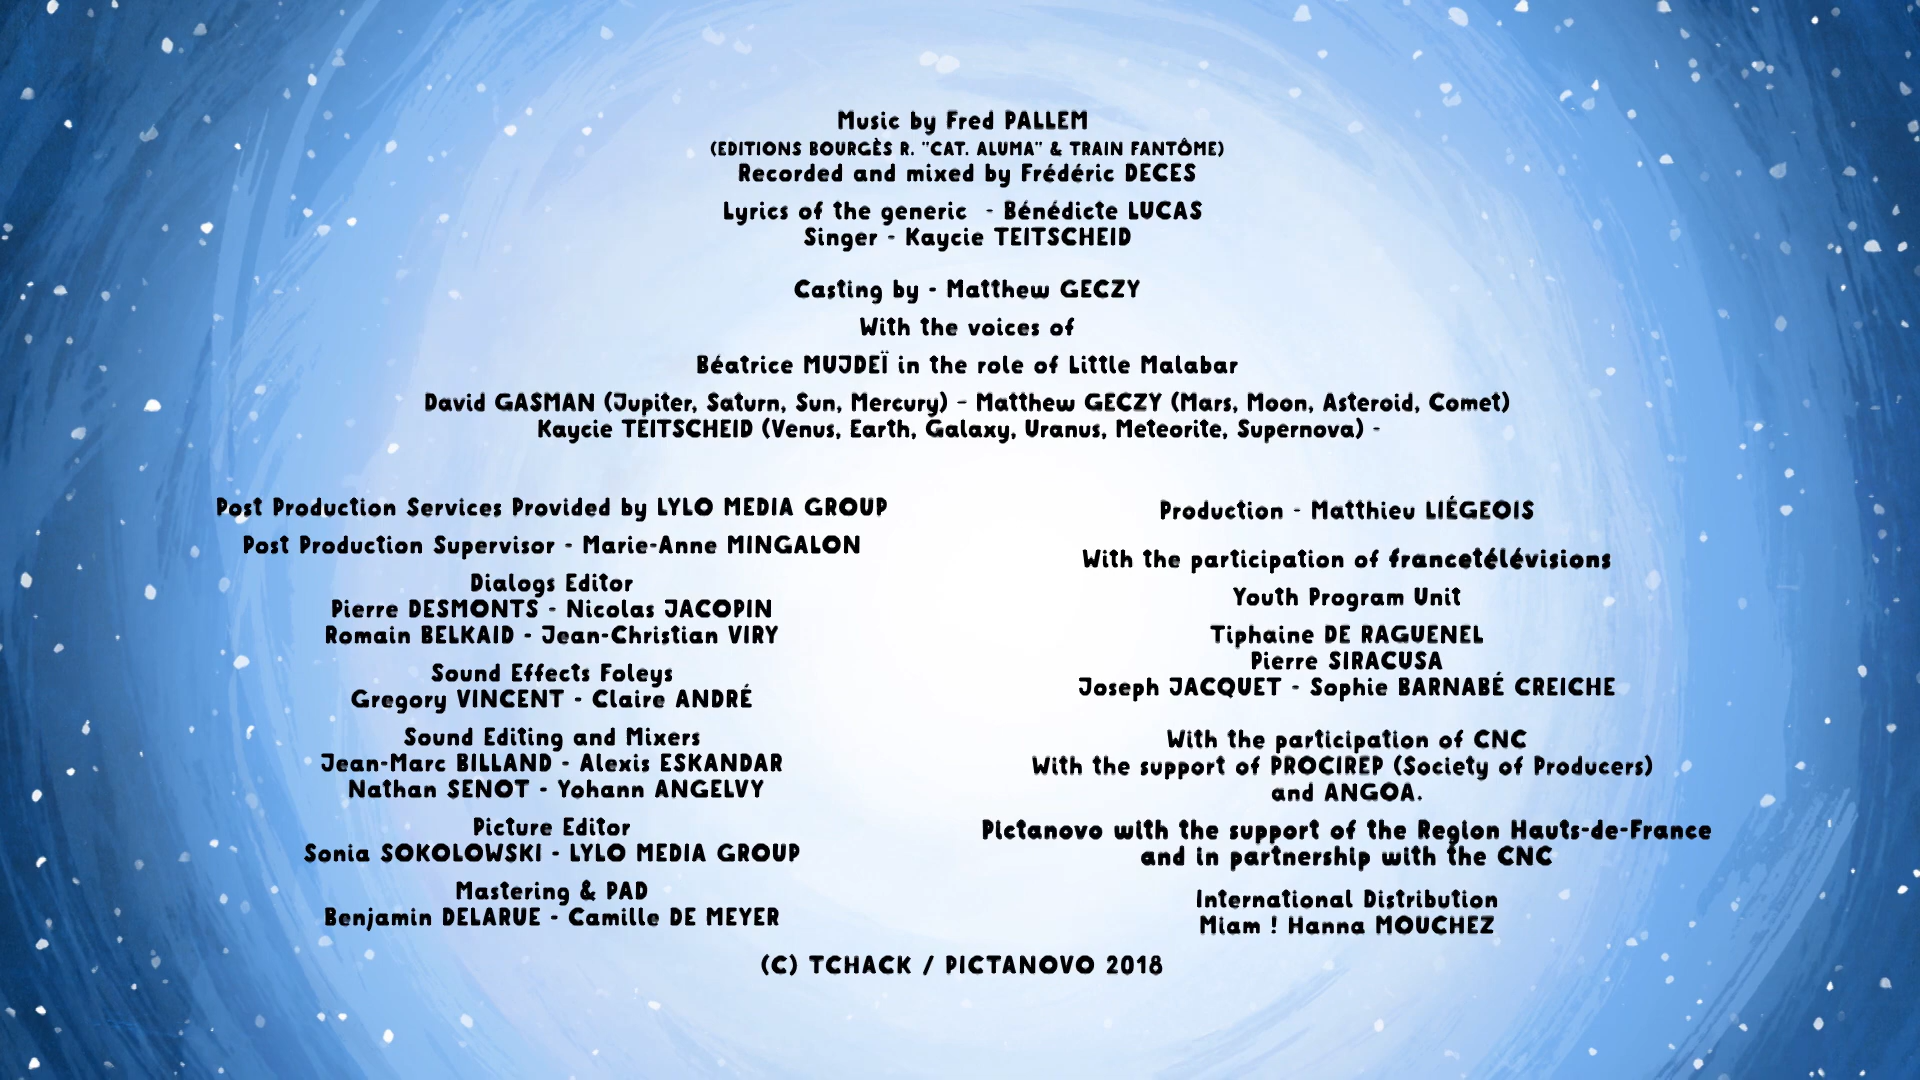 Music by Fred PALLEM
(EDITIONS BOURGÈS R. "CAT. ALUMA" & TRAIN FANTÔME)
Recorded and mixed by Frédéric DECES
Lyrics of the generic - Bénédicte LUCAS
Singer - Kaycie TEITSCHEID
Casting by - Matthew GECZY
With the voices of
Béatrice MUJDEÏ in the role of Little Malabar
David GASMAN (Jupiter, Saturn, Sun, Mercury) - Matthew GECZY (Mars, Moon, Asteroid, Comet)
Kaycie TEITSCHEID (Venus, Earth, Galaxy, Uranus, Meteorite, Supernova) -
Post Production Services Provided by LYLO MEDIA GROUP
Post Production Supervisor - Marie-Anne MINGALON
Dialogs Editor
Pierre DESMONTS - Nicolas JACOPIN
Romain BELKAID - Jean-Christian VIRY
Sound Effects Foleys
Gregory VINCENT - Claire ANDRÉ
Sound Editing and Mixers
Jean-Marc BILLAND - Alexis ESKANDAR
Nathan SENOT - Yohann ANGELVY
Picture Editor
Sonia SOKOLOWSKI - LYLO MEDIA GROUP
Mastering & PAD
Benjamin DELARUE - Camille DE MEYER
Production - Matthieu LIÉGEOIS
With the participation of francetélévisions
Youth Program Unit
Tiphaine DE RAGUENEL
Pierre SIRACUSA
Joseph JACQUET - Sophie BARNABÉ CREICHE
With the participation of CNC
With the support of PROCIREP (Society of Producers)
and ANGOA.
Pictanovo with the support of the Region Hauts-de-France
and in partnership with the CNC
International Distribution
Miam ! Hanna MOUCHEZ
(C) TCHACK / PICTANOVO 2018